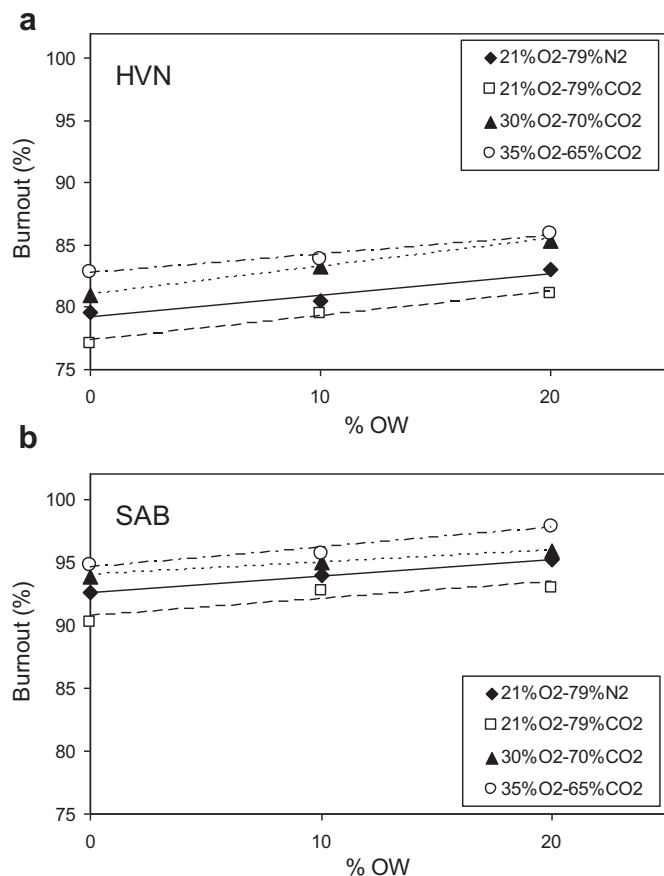 a
100
95
90
85
80
75
Burnout (%)
HVN
21%O2-79%N2
21%O2-79%CO2
30%O2-70%CO2
35%O2-65%CO2
0
10
20
% OW
b
100
95
90
85
80
75
Burnout (%)
SAB
21%O2-79%N2
21%O2-79%CO2
30%O2-70%CO2
35%O2-65%CO2
0
10
20
% OW